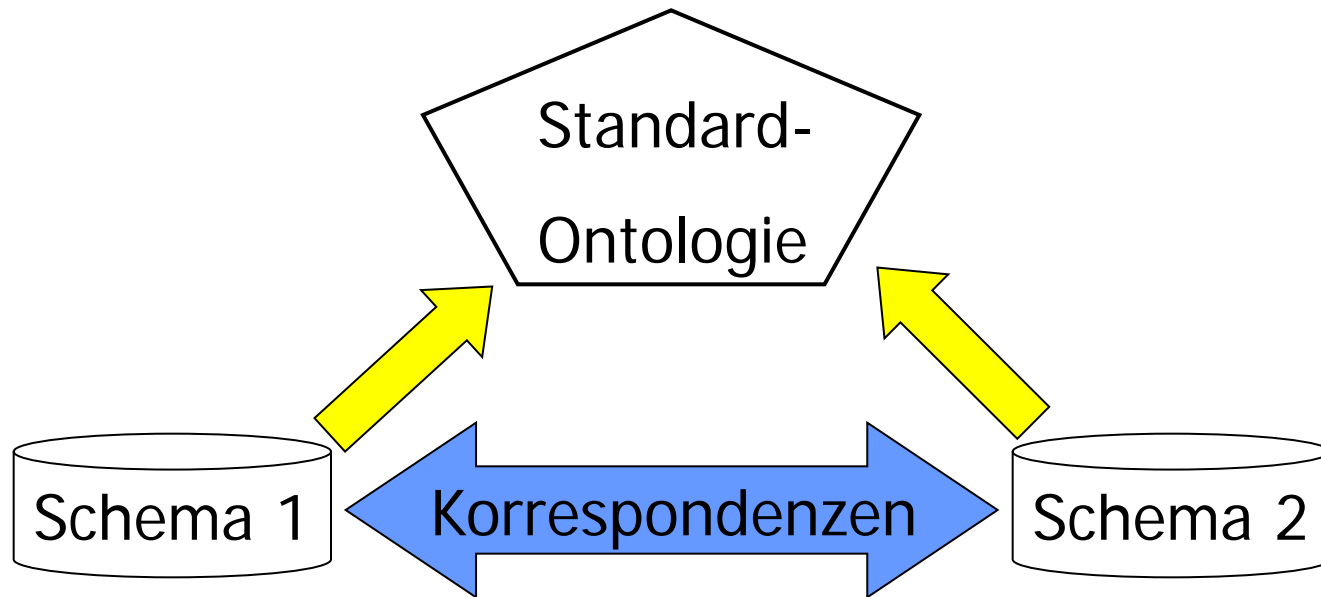 Standard-
Ontologie
Schema 1
Korrespondenzen
Schema 2